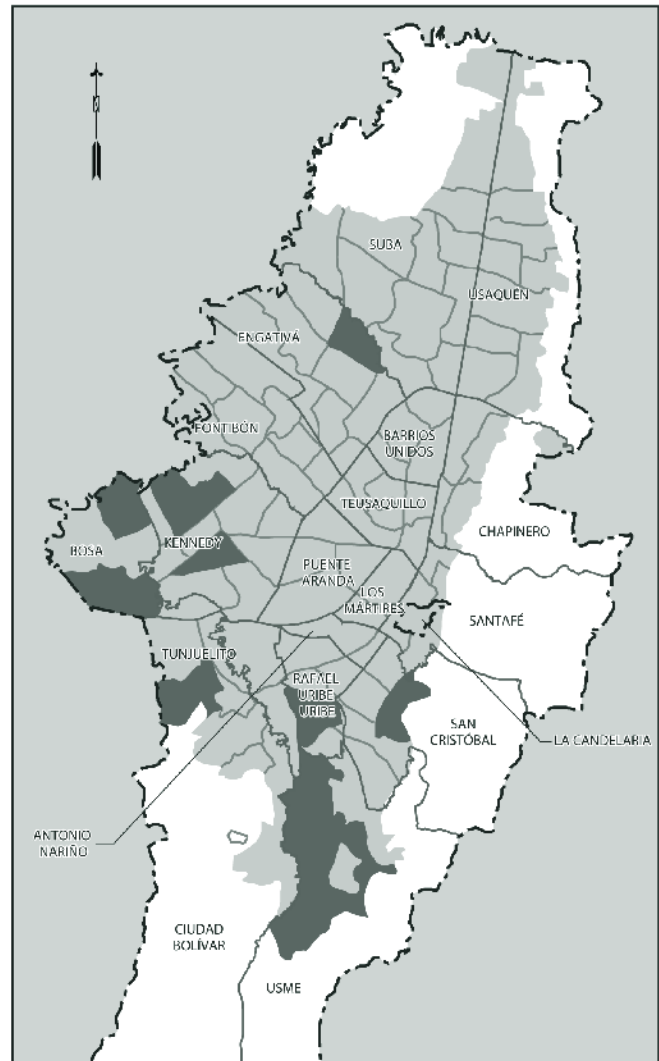 SUBA
USAQUÉN
ENGATIVÁ
FONTIBÓN
BARRIOS
UNIDOS
TEUSAQUILLO
CHAPINERO
BOSA
KENNEDY
PUENTE
ARANDA
LOS
MÁRTIRES
SANTAFÉ
TUNJUELITO
RAFAEL
URIBE
URIBE
SAN
CRISTÓBAL
LA CANDELARIA
ANTONIO
NARIÑO
CIUDAD
BOLÍVAR
USME